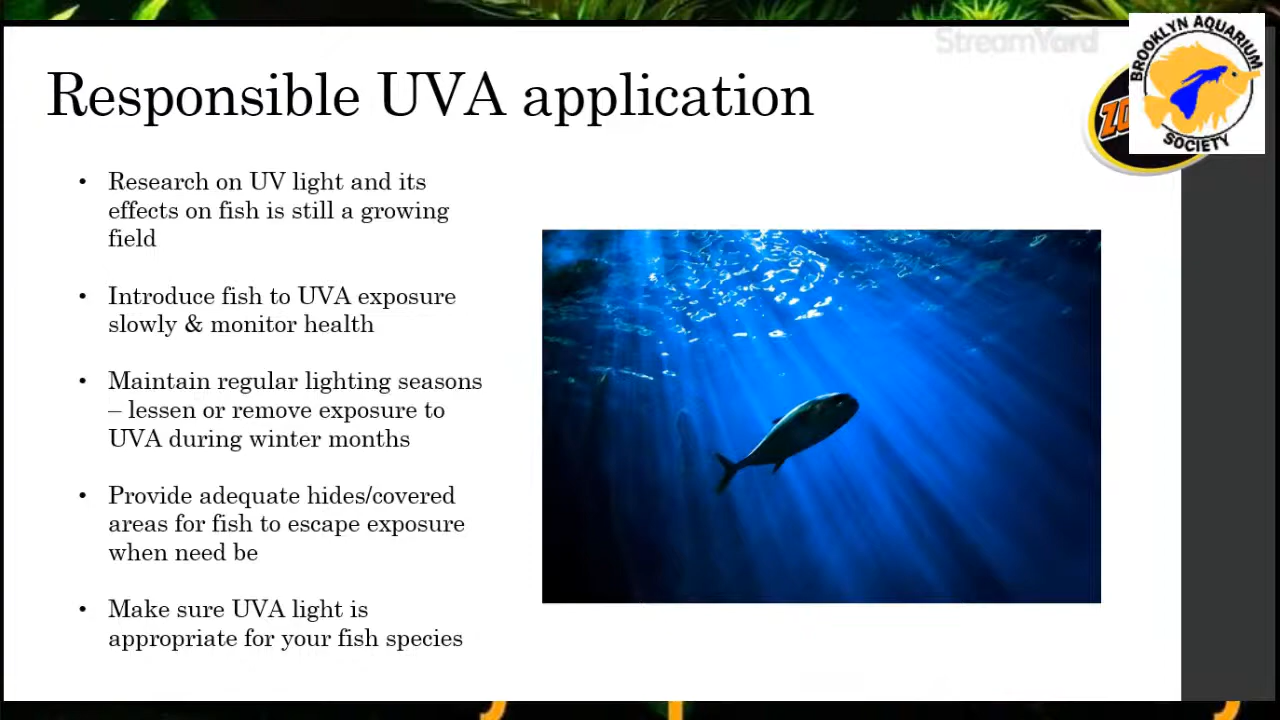 StreamYard
BROOKLYN AQUARIUM
SOCIETY
Responsible UVA application
• Research on UV light and its
effects on fish is still a growing
field
• Introduce fish to UVA exposure
slowly & monitor health
• Maintain regular lighting seasons
– lessen or remove exposure to
UVA during winter months
• Provide adequate hides/covered
areas for fish to escape exposure
when need be
• Make sure UVA light is
appropriate for your fish species